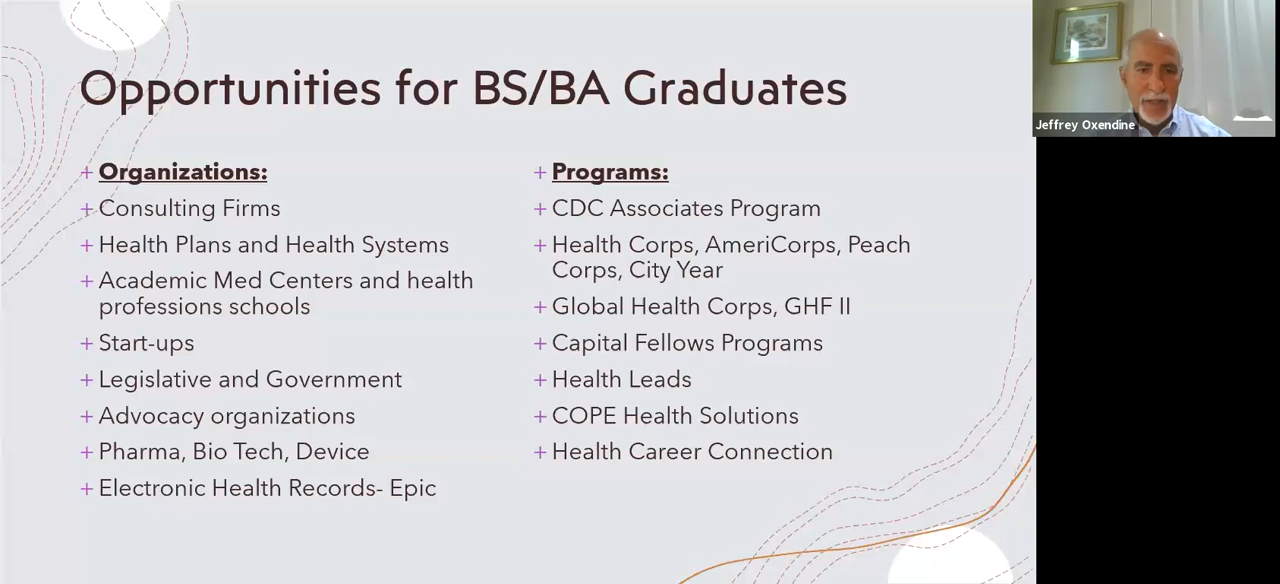 Opportunities for BS/BA Graduates
+ Organizations:
+ Consulting Firms
+ Health Plans and Health Systems
+ Academic Med Centers and health
professions schools
+ Start-ups
+ Legislative and Government
+ Advocacy organizations
+ Pharma, Bio Tech, Device
+ Electronic Health Records- Epic
+ Programs:
+ CDC Associates Program
+ Health Corps, AmeriCorps, Peach
Corps, City Year
+ Global Health Corps, GHF II
+ Capital Fellows Programs
+ Health Leads
+ COPE Health Solutions
+ Health Career Connection
Jeffrey Oxendine